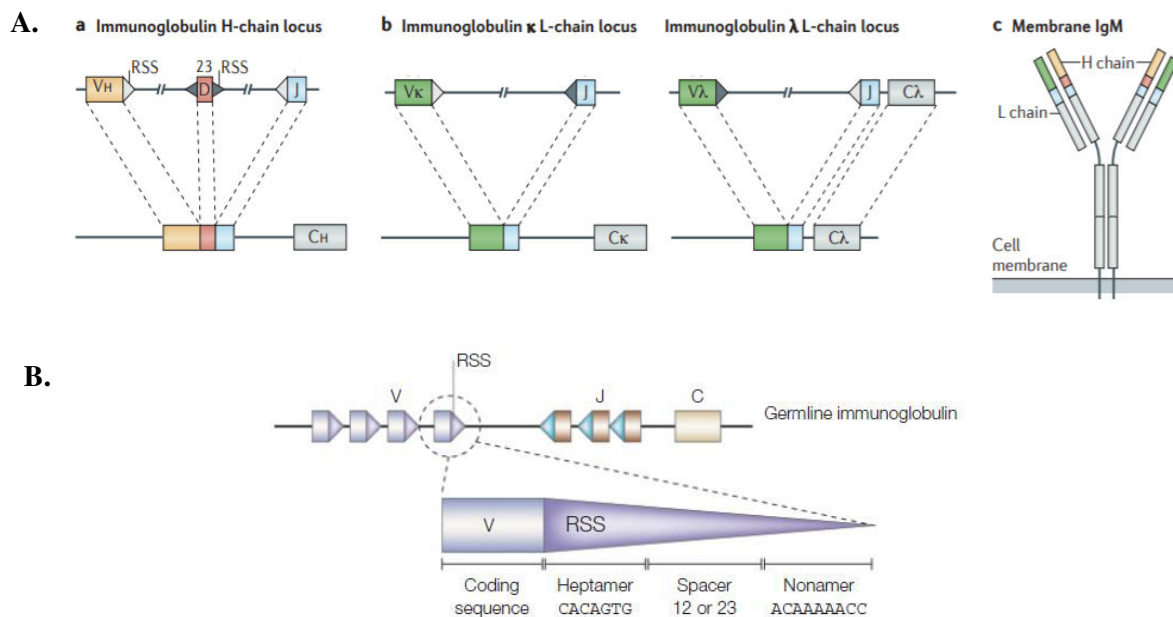 A.
a Immunoglobulin H-chain locus
b Immunoglobulin κ L-chain locus
Immunoglobulin λ L-chain locus
c Membrane IgM
RSS
23
RSS
VH
D
J
Vκ
J
Vλ
J
Cλ
H chain
L chain
CH
Cκ
Cλ
Cell
membrane
B.
RSS
V
J
C
Germline immunoglobulin
V
RSS
Coding
sequence
Heptamer
CACAGTG
Spacer
12 or 23
Nonamer
ACAAAAACC